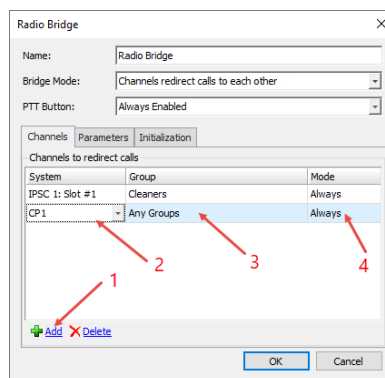 Radio Bridge
Name: Radio Bridge
Bridge Mode: Channels redirect calls to each other
PTT Button: Always Enabled
Channels Parameters Initialization
Channels to redirect calls
System Group Mode
IPSC 1: Slot #1 Cleaners Always
CP1 Any Groups Always
1 2 3 4
Add Delete
OK Cancel